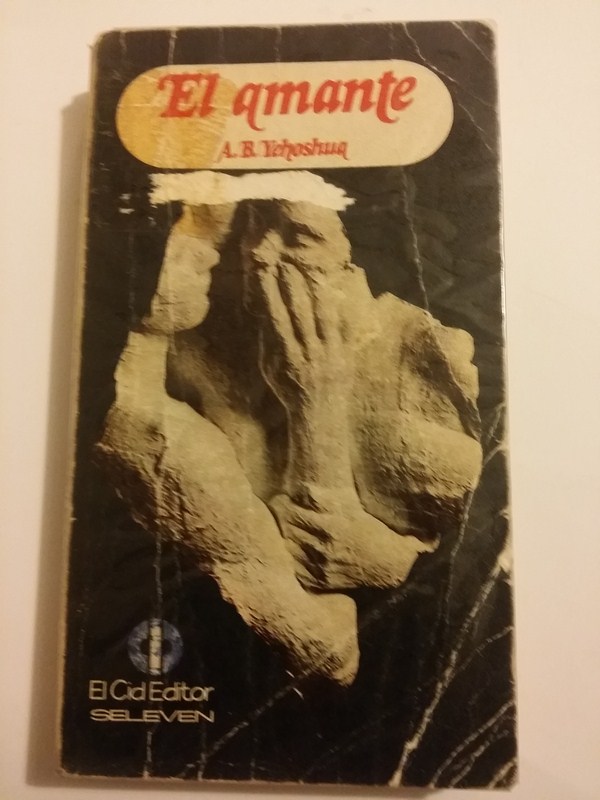 El amante
A. B. Yehoshua
El Cid Editor
SELEVEN